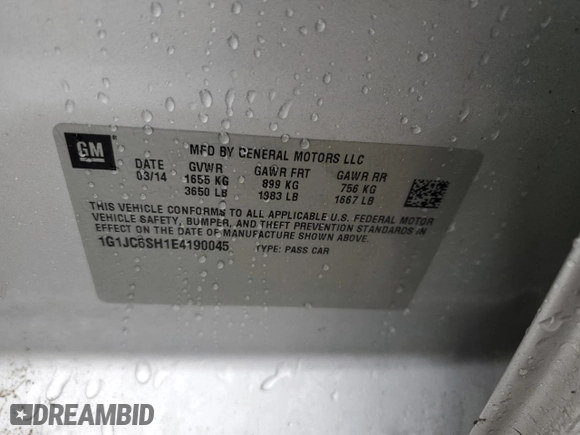 GM
MFD BY GENERAL MOTORS LLC
DATE GVWR GAWR FRT GAWR RR
03/14 1655 KG 899 KG 756 KG
3650 LB 1983 LB 1667 LB
THIS VEHICLE CONFORMS TO ALL APPLICABLE U.S. FEDERAL MOTOR
VEHICLE SAFETY, BUMPER, AND THEFT PREVENTION STANDARDS IN
EFFECT ON THE DATE OF MANUFACTURE SHOWN ABOVE.
1G1JC6SH1E4190045 TYPE: PASS CAR
DREAMBID